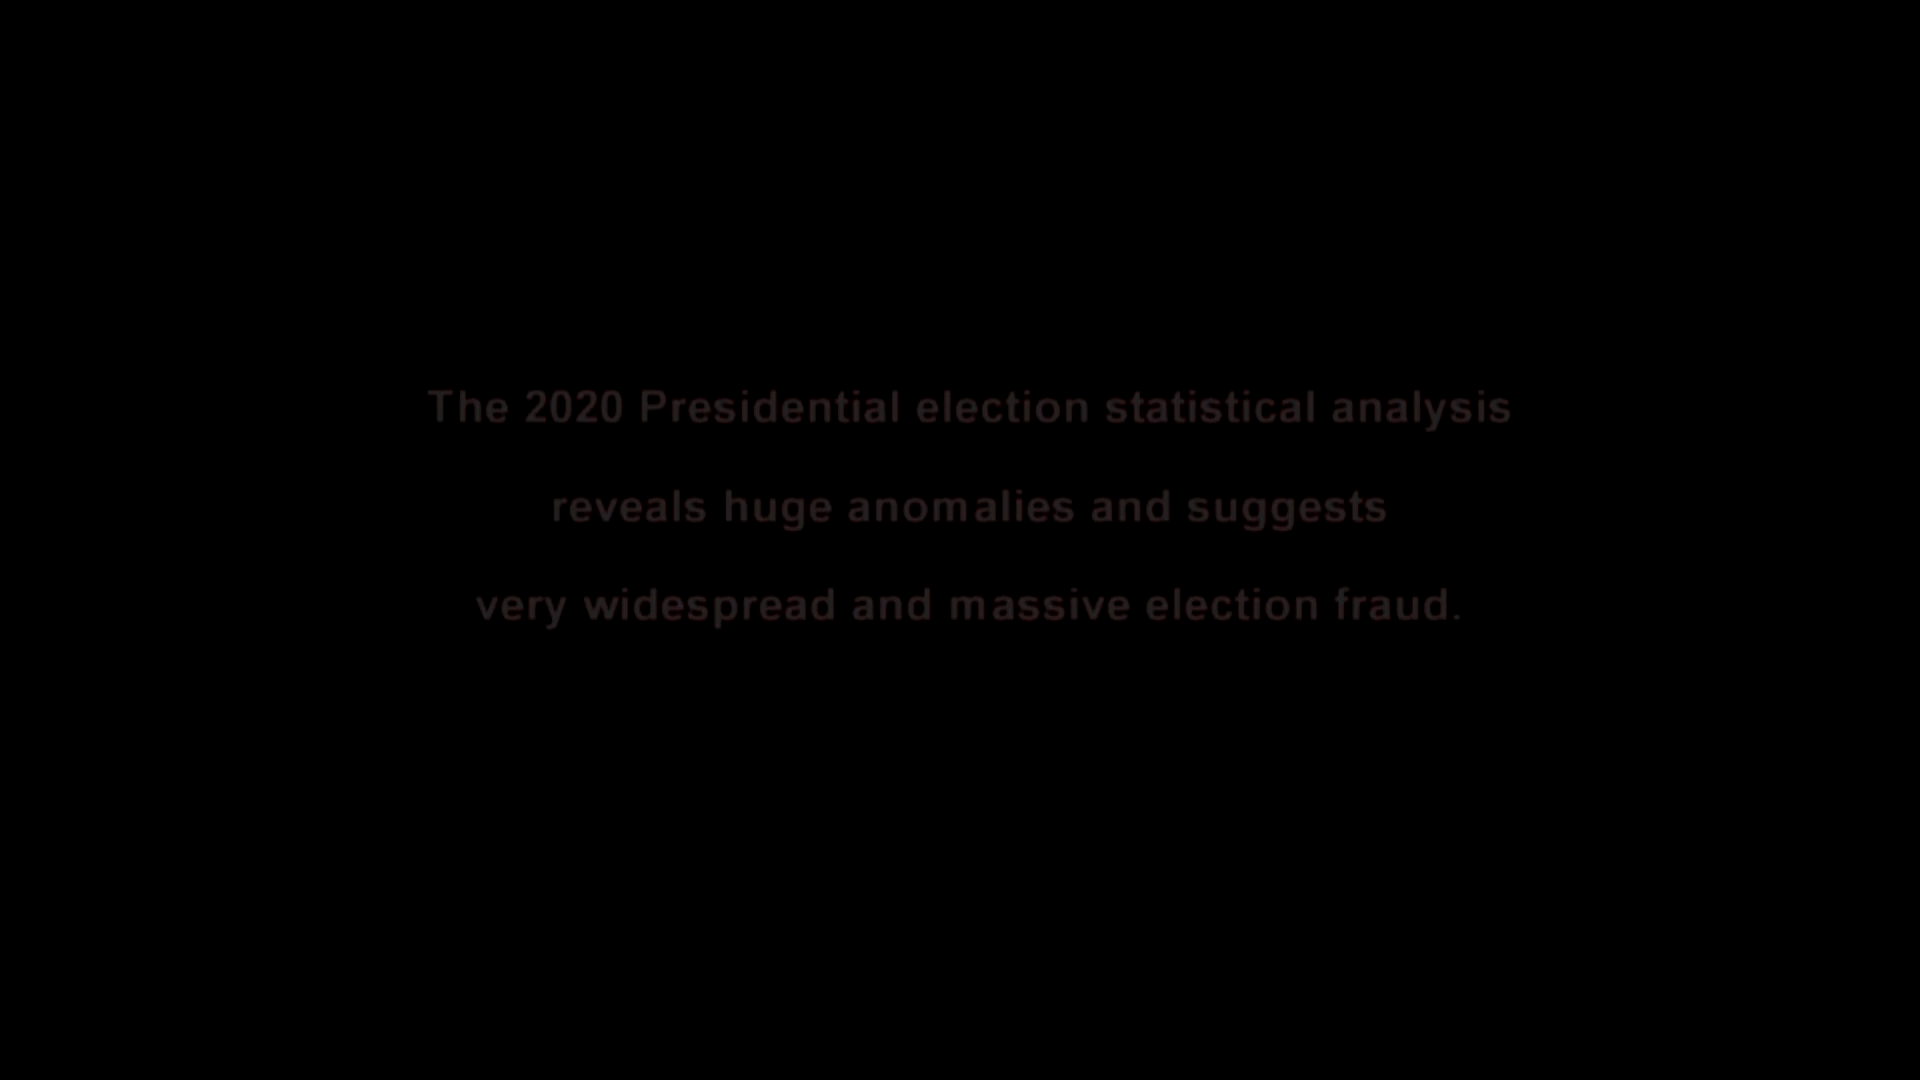 The 2020 Presidential election statistical analysis
reveals huge anomalies and suggests
very widespread and massive election fraud.